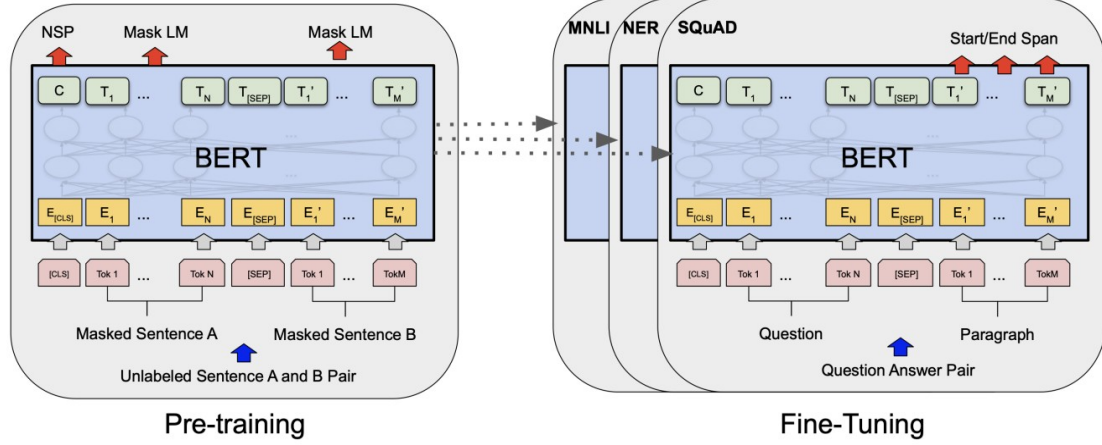 NSP Mask LM Mask LM
C T1 ... TN T[SEP] T1' ... TM'
...
BERT
...
E[CLS] E1 ... EN E[SEP] E1' ... EM'
[CLS] Tok 1 ... Tok N [SEP] Tok 1 ... TokM
Masked Sentence A Masked Sentence B
Unlabeled Sentence A and B Pair
Pre-training
MNLI NER SQuAD
Start/End Span
C T1 ... TN T[SEP] T1' ... TM'
...
BERT
...
E[CLS] E1 ... EN E[SEP] E1' ... EM'
[CLS] Tok 1 ... Tok N [SEP] Tok 1 ... TokM
Question Paragraph
Question Answer Pair
Fine-Tuning